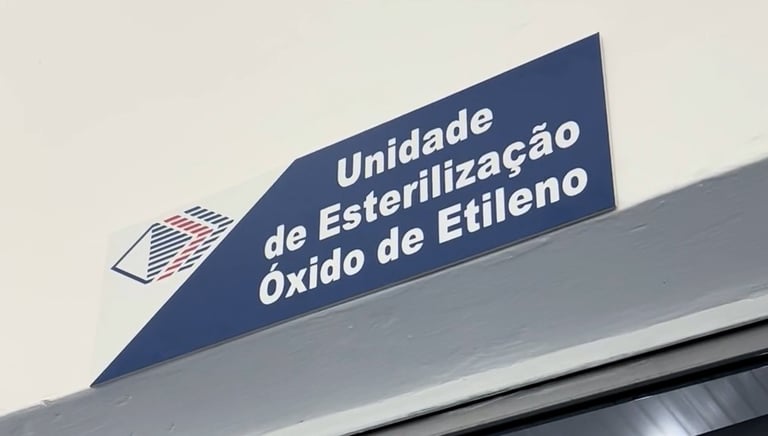 Unidade
de Esterilização
Óxido de Etileno